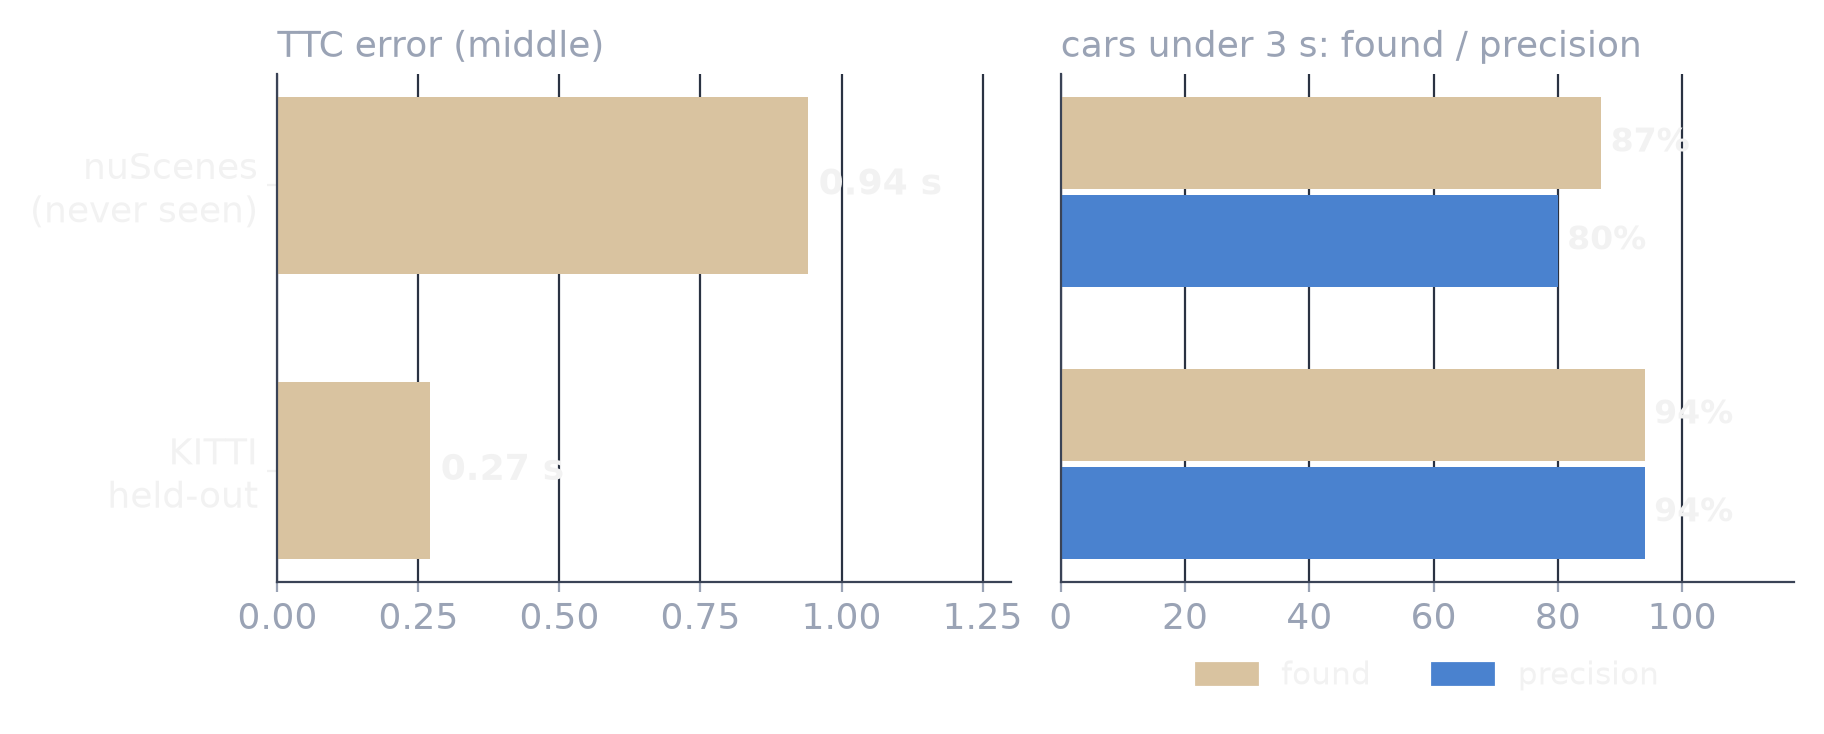 TTC error (middle)
nuScenes
(never seen)
0.94 s
KITTI
held-out
0.27 s
0.00 0.25 0.50 0.75 1.00 1.25
cars under 3 s: found / precision
87%
80%
94%
94%
0 20 40 60 80 100
found precision